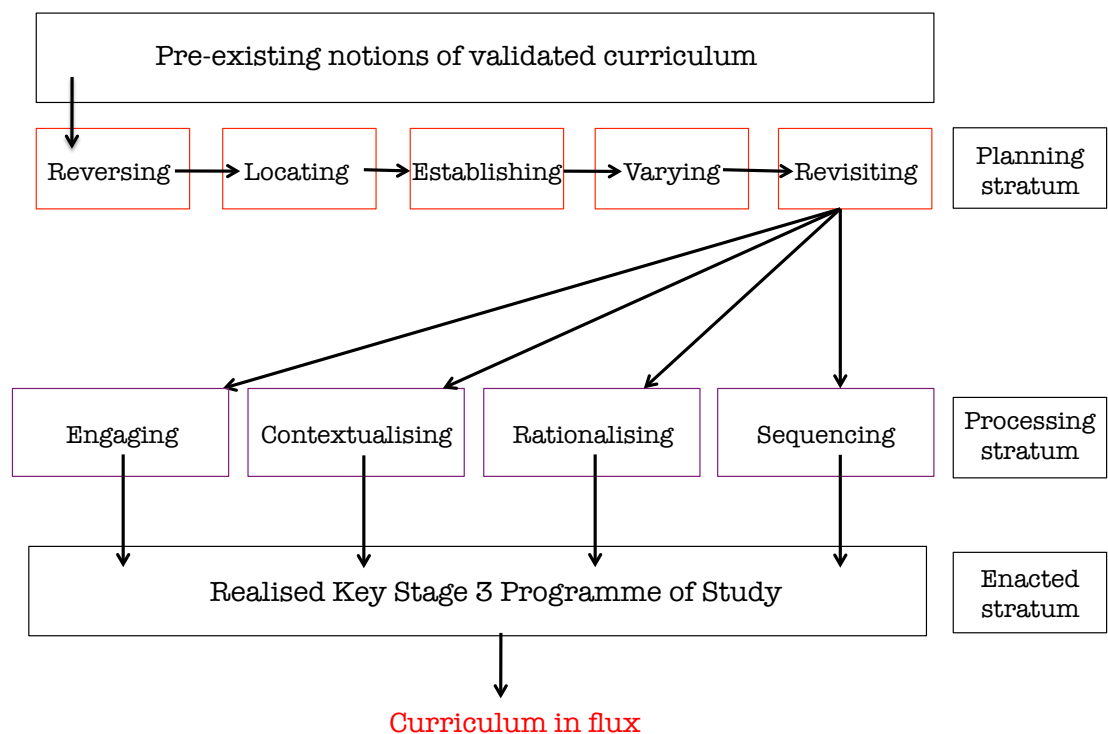 Pre-existing notions of validated curriculum
Reversing
Locating
Establishing
Varying
Revisiting
Planning
stratum
Engaging
Contextualising
Rationalising
Sequencing
Processing
stratum
Realised Key Stage 3 Programme of Study
Enacted
stratum
Curriculum in flux